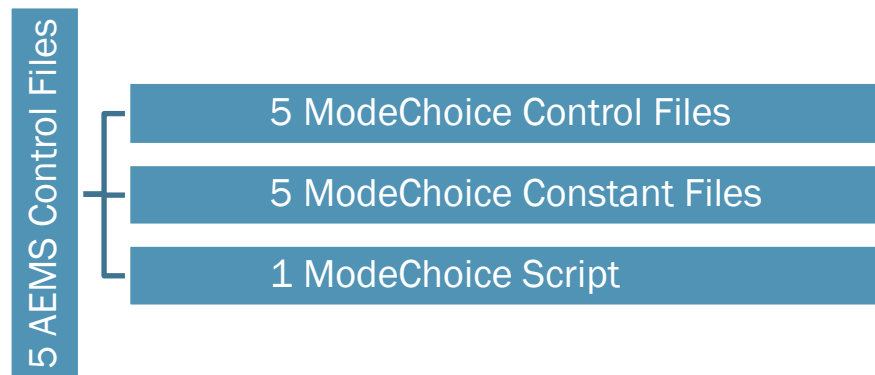 5 AEMS Control Files
5 ModeChoice Control Files
5 ModeChoice Constant Files
1 ModeChoice Script